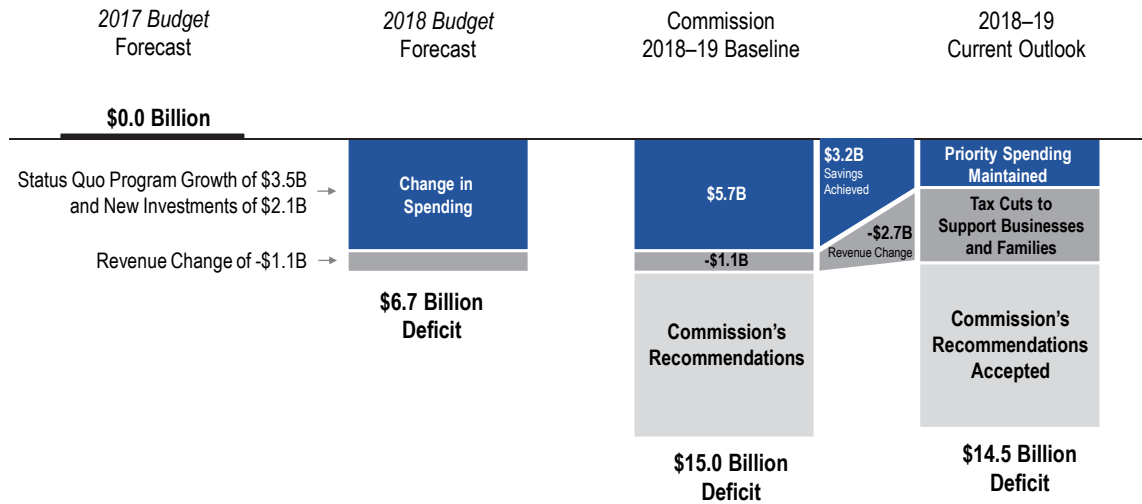 2017 Budget
Forecast
2018 Budget
Forecast
Commission
2018–19 Baseline
2018–19
Current Outlook
$0.0 Billion
Status Quo Program Growth of $3.5B
and New Investments of $2.1B
Revenue Change of -$1.1B
Change in
Spending
$6.7 Billion
Deficit
$5.7B
-$1.1B
Commission’s
Recommendations
$15.0 Billion
Deficit
$3.2B
Savings
Achieved
-$2.7B
Revenue Change
Priority Spending
Maintained
Tax Cuts to
Support Businesses
and Families
Commission’s
Recommendations
Accepted
$14.5 Billion
Deficit